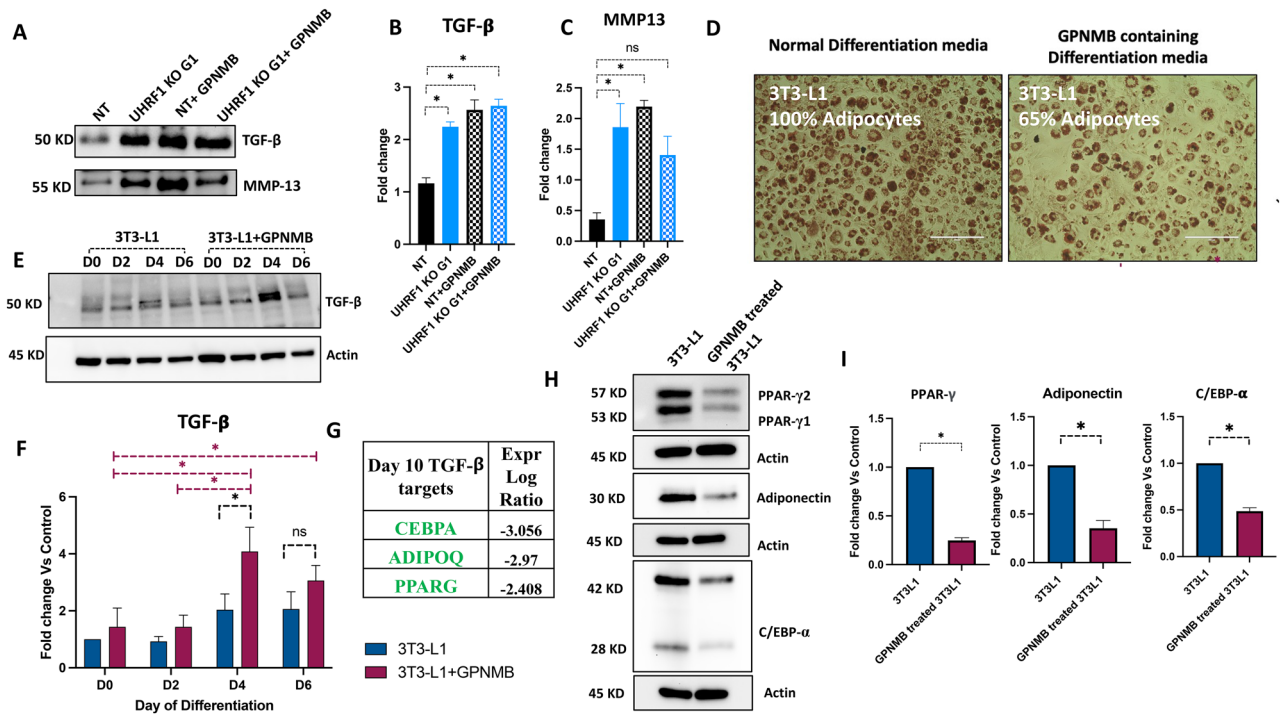 A
NT
UHRF1 KO G1
NT+ GPNMB
UHRF1 KO G1+ GPNMB
50 KD
TGF-β
55 KD
MMP-13
B
TGF-β
Fold change
3
2
1
0
*
*
*
NT
UHRF1 KO G1
NT+GPNMB
UHRF1 KO G1+GPNMB
C
MMP13
Fold change
2.5
2.0
1.5
1.0
0.5
0.0
ns
*
*
NT
UHRF1 KO G1
NT+GPNMB
UHRF1 KO G1+GPNMB
D
Normal Differentiation media
GPNMB containing
Differentiation media
3T3-L1
100% Adipocytes
3T3-L1
65% Adipocytes
*
E
3T3-L1
3T3-L1+GPNMB
D0 D2 D4 D6 D0 D2 D4 D6
50 KD
TGF-β
45 KD
Actin
F
TGF-β
Fold change Vs Control
6
4
2
0
*
*
*
*
ns
D0 D2 D4 D6
Day of Differentiation
3T3-L1
3T3-L1+GPNMB
G
Day 10 TGF-β targets
Expr Log Ratio
CEBPA -3.056
ADIPOQ -2.97
PPARG -2.408
H
3T3-L1
GPNMB treated
3T3-L1
57 KD
PPAR-γ2
53 KD
PPAR-γ1
45 KD
Actin
30 KD
Adiponectin
45 KD
Actin
42 KD
C/EBP-α
28 KD
45 KD
Actin
I
PPAR-γ
Fold change Vs Control
1.5
1.0
0.5
0.0
*
3T3L1
GPNMB treated 3T3L1
Adiponectin
Fold change Vs Control
1.5
1.0
0.5
0.0
*
3T3L1
GPNMB treated 3T3L1
C/EBP-α
Fold change Vs Control
1.5
1.0
0.5
0.0
*
3T3L1
GPNMB treated 3T3L1